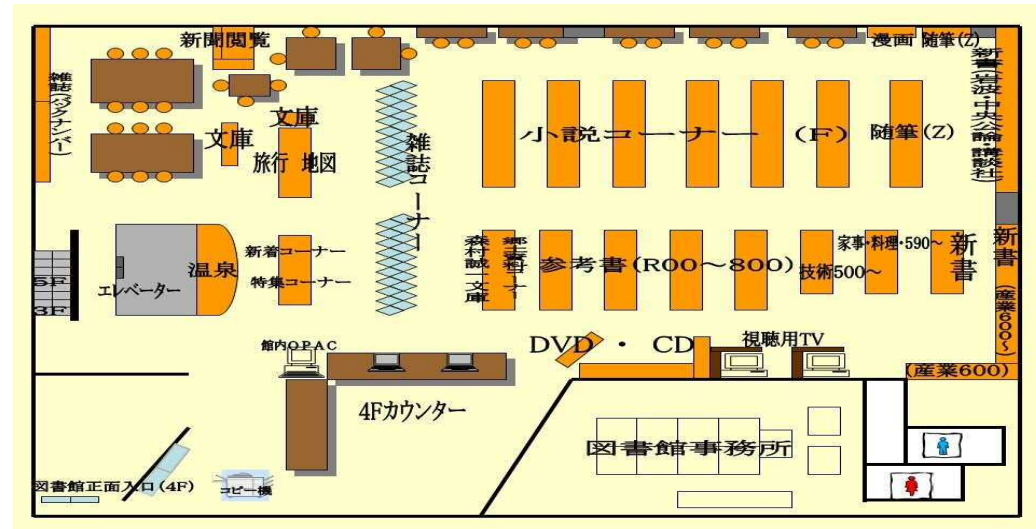 新聞閲覧
漫画 随筆(Z)
雑誌(バックナンバー)
文庫
文庫
旅行 地図
雑誌コーナー
小説コーナー (F)
随筆(Z)
新書(岩波・中央公論・講談社)
エレベーター
温泉
新着コーナー
特集コーナー
森村誠一文庫
郷土資料コーナー
参考書(R00～800)
技術500～
家事・料理・590～
新書
新書
(産業600～)
5F
3F
館内OPAC
DVD ・ CD
視聴用TV
(産業600)
4Fカウンター
図書館事務所
図書館正面入口(4F)
コピー機